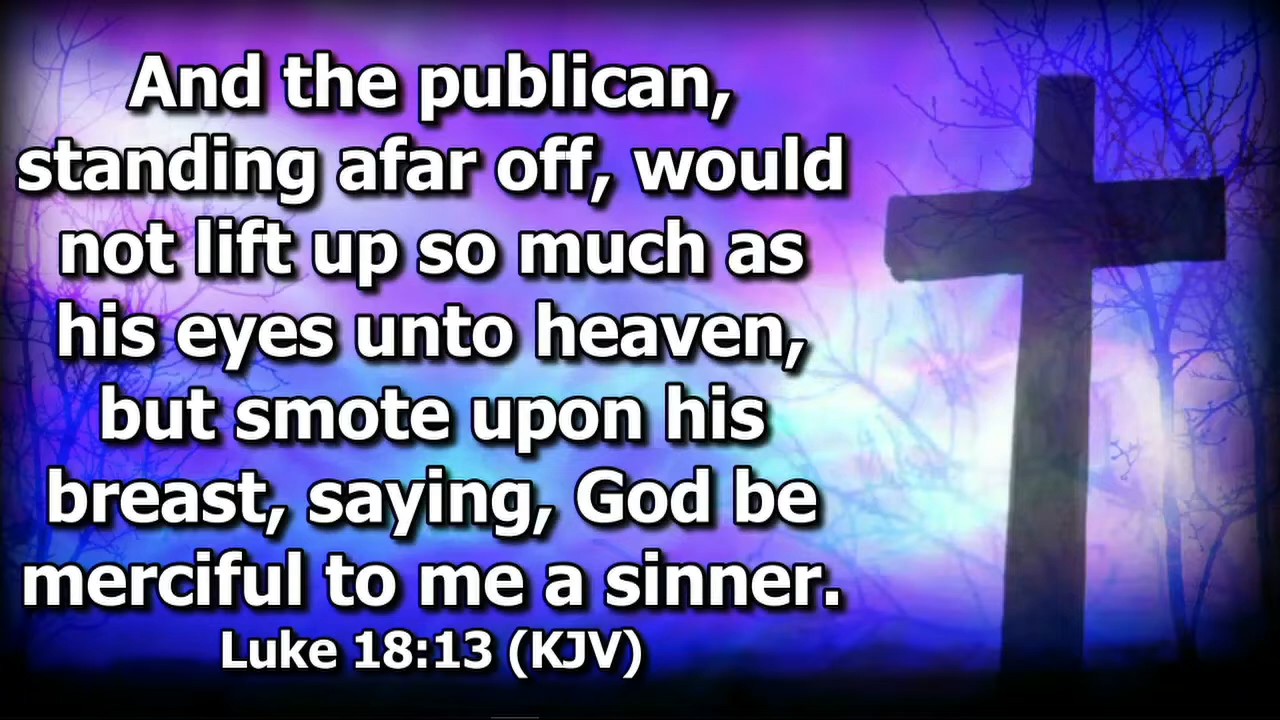 And the publican,
standing afar off, would
not lift up so much as
his eyes unto heaven,
but smote upon his
breast, saying, God be
merciful to me a sinner.
Luke 18:13 (KJV)